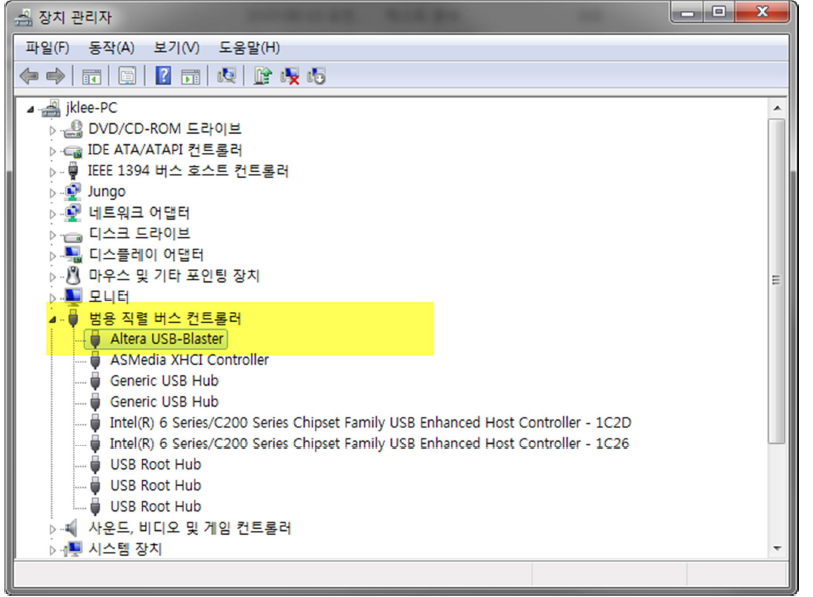 장치 관리자
파일(F) 동작(A) 보기(V) 도움말(H)
jklee-PC
DVD/CD-ROM 드라이브
IDE ATA/ATAPI 컨트롤러
IEEE 1394 버스 호스트 컨트롤러
Jungo
네트워크 어댑터
디스크 드라이브
디스플레이 어댑터
마우스 및 기타 포인팅 장치
모니터
범용 직렬 버스 컨트롤러
Altera USB-Blaster
ASMedia XHCI Controller
Generic USB Hub
Generic USB Hub
Intel(R) 6 Series/C200 Series Chipset Family USB Enhanced Host Controller - 1C2D
Intel(R) 6 Series/C200 Series Chipset Family USB Enhanced Host Controller - 1C26
USB Root Hub
USB Root Hub
USB Root Hub
사운드, 비디오 및 게임 컨트롤러
시스템 장치